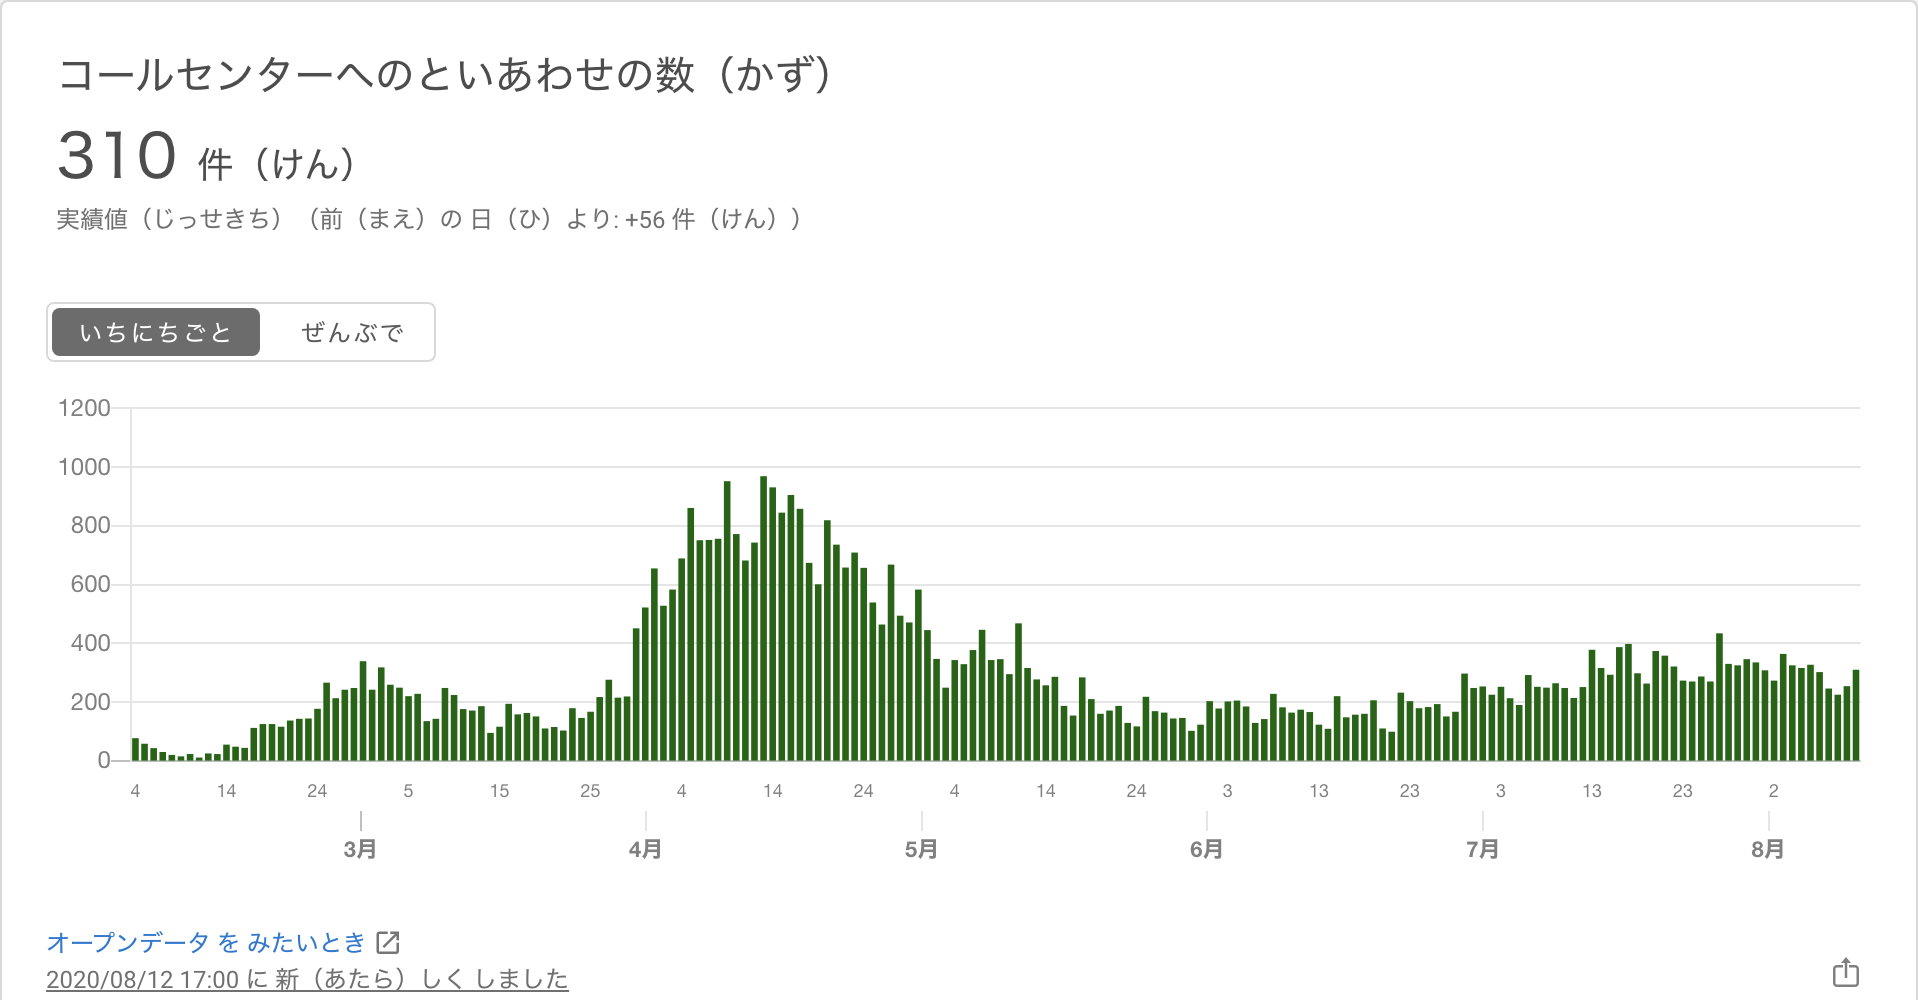 コールセンターへのといあわせの数（かず）
310 件（けん）
実績値（じっせきち）（前（まえ）の 日（ひ）より: +56 件（けん））
いちにちごと ぜんぶで
1200
1000
800
600
400
200
0
4 14 24 5 15 25 4 14 24 4 14 24 3 13 23 3 13 23 2
3月 4月 5月 6月 7月 8月
オープンデータ を みたいとき
2020/08/12 17:00 に 新（あたら）しく しました